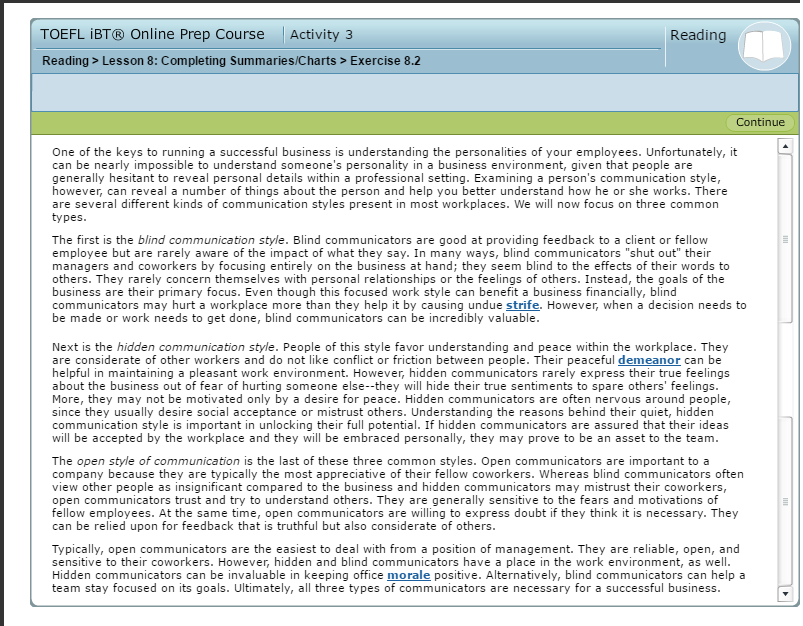 TOEFL iBT® Online Prep Course
Activity 3
Reading
Reading > Lesson 8: Completing Summaries/Charts > Exercise 8.2
Continue
One of the keys to running a successful business is understanding the personalities of your employees. Unfortunately, it
can be nearly impossible to understand someone's personality in a business environment, given that people are
generally hesitant to reveal personal details within a professional setting. Examining a person's communication style,
however, can reveal a number of things about the person and help you better understand how he or she works. There
are several different kinds of communication styles present in most workplaces. We will now focus on three common
types.
The first is the blind communication style. Blind communicators are good at providing feedback to a client or fellow
employee but are rarely aware of the impact of what they say. In many ways, blind communicators "shut out" their
managers and coworkers by focusing entirely on the business at hand; they seem blind to the effects of their words to
others. They rarely concern themselves with personal relationships or the feelings of others. Instead, the goals of the
business are their primary focus. Even though this focused work style can benefit a business financially, blind
communicators may hurt a workplace more than they help it by causing undue strife. However, when a decision needs to
be made or work needs to get done, blind communicators can be incredibly valuable.
Next is the hidden communication style. People of this style favor understanding and peace within the workplace. They
are considerate of other workers and do not like conflict or friction between people. Their peaceful demeanor can be
helpful in maintaining a pleasant work environment. However, hidden communicators rarely express their true feelings
about the business out of fear of hurting someone else--they will hide their true sentiments to spare others' feelings.
More, they may not be motivated only by a desire for peace. Hidden communicators are often nervous around people,
since they usually desire social acceptance or mistrust others. Understanding the reasons behind their quiet, hidden
communication style is important in unlocking their full potential. If hidden communicators are assured that their ideas
will be accepted by the workplace and they will be embraced personally, they may prove to be an asset to the team.
The open style of communication is the last of these three common styles. Open communicators are important to a
company because they are typically the most appreciative of their fellow coworkers. Whereas blind communicators often
view other people as insignificant compared to the business and hidden communicators may mistrust their coworkers,
open communicators trust and try to understand others. They are generally sensitive to the fears and motivations of
fellow employees. At the same time, open communicators are willing to express doubt if they think it is necessary. They
can be relied upon for feedback that is truthful but also considerate of others.
Typically, open communicators are the easiest to deal with from a position of management. They are reliable, open, and
sensitive to their coworkers. However, hidden and blind communicators have a place in the work environment, as well.
Hidden communicators can be invaluable in keeping office morale positive. Alternatively, blind communicators can help a
team stay focused on its goals. Ultimately, all three types of communicators are necessary for a successful business.